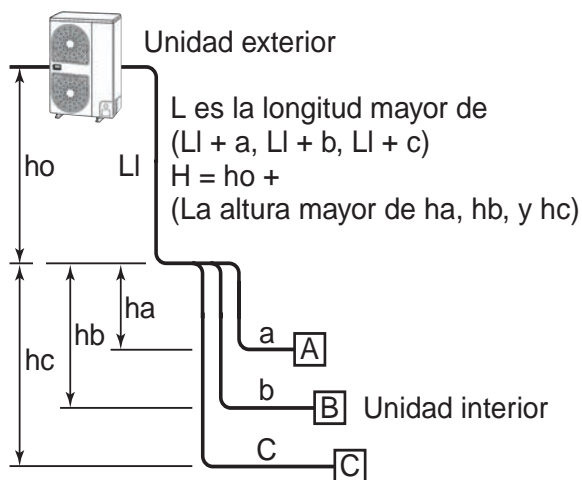 Unidad exterior
L es la longitud mayor de
(Ll + a, Ll + b, Ll + c)
H = ho +
(La altura mayor de ha, hb, y hc)
ho
Ll
ha
hb
hc
a
A
b
B
Unidad interior
C
C